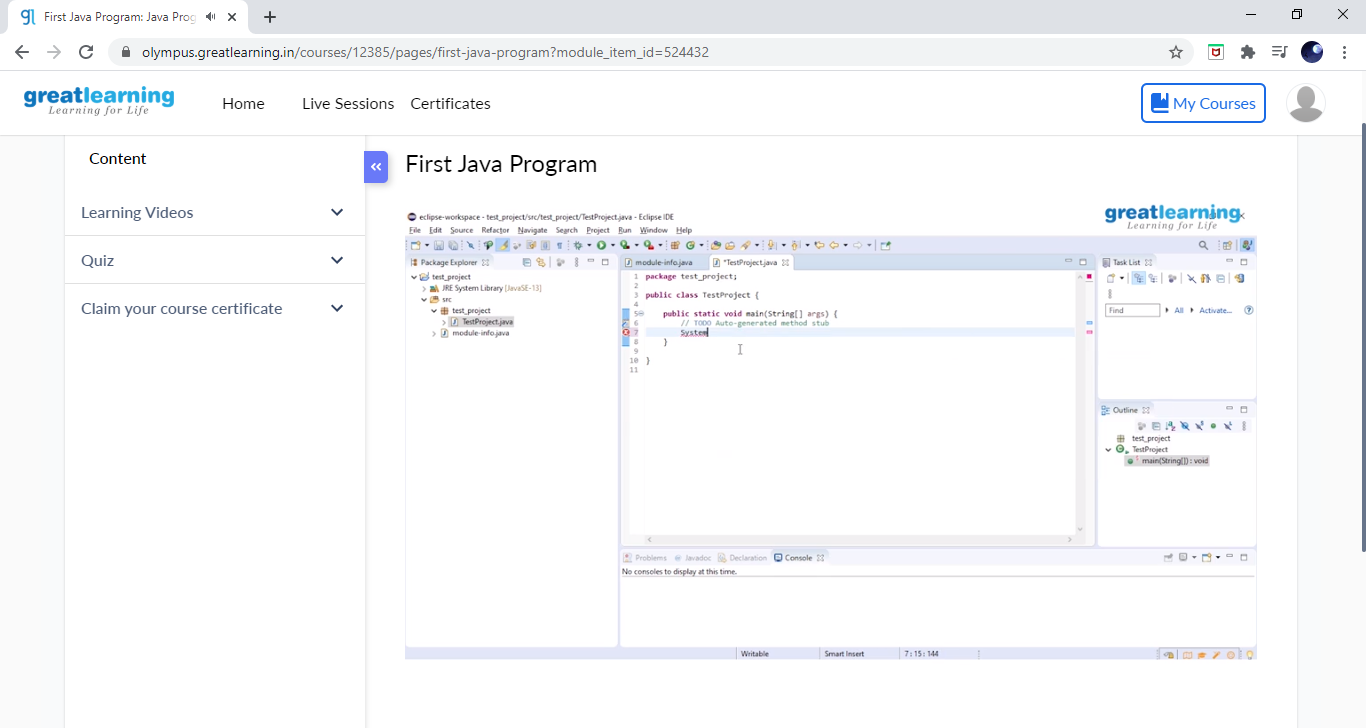 First Java Program: Java Prog
olympus.greatlearning.in/courses/12385/pages/first-java-program?module_item_id=524432
greatlearning
Learning for Life
Home
Live Sessions
Certificates
My Courses
Content
Learning Videos
Quiz
Claim your course certificate
First Java Program
eclipse-workspace - test_project/src/test_project/TestProject.java - Eclipse IDE
greatlearning
Learning for Life
File Edit Source Refactor Navigate Search Project Run Window Help
Package Explorer
test_project
JRE System Library [JavaSE-13]
src
test_project
TestProject.java
module-info.java
module-info.java
*TestProject.java
1 package test_project;
2
3 public class TestProject {
4
5 public static void main(String[] args) {
6 // TODO Auto-generated method stub
7 System
8 }
9
10 }
11
Task List
Find
All
Activate...
Outline
test_project
TestProject
main(String[]) : void
Problems
Javadoc
Declaration
Console
No consoles to display at this time.
Writable
Smart Insert
7 : 15 : 144